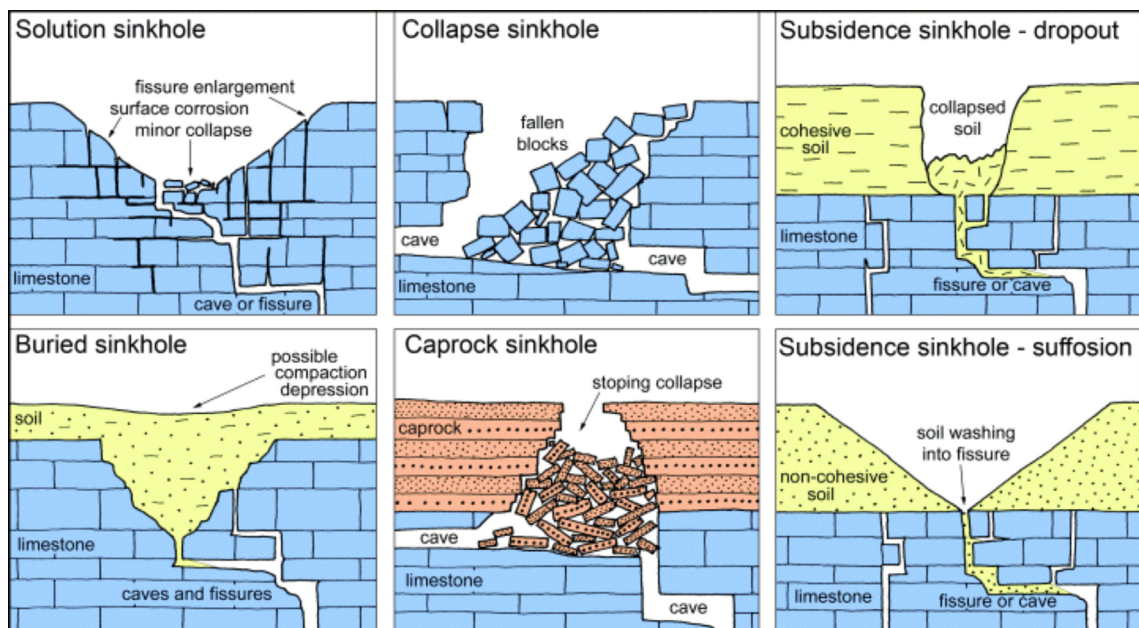 Solution sinkhole
fissure enlargement
surface corrosion
minor collapse
limestone
cave or fissure
Collapse sinkhole
fallen
blocks
cave
cave
limestone
Subsidence sinkhole - dropout
collapsed
soil
cohesive
soil
limestone
fissure or cave
Buried sinkhole
possible
compaction
depression
soil
limestone
caves and fissures
Caprock sinkhole
stoping collapse
caprock
cave
limestone
cave
Subsidence sinkhole - suffosion
soil washing
into fissure
non-cohesive
soil
limestone
fissure or cave